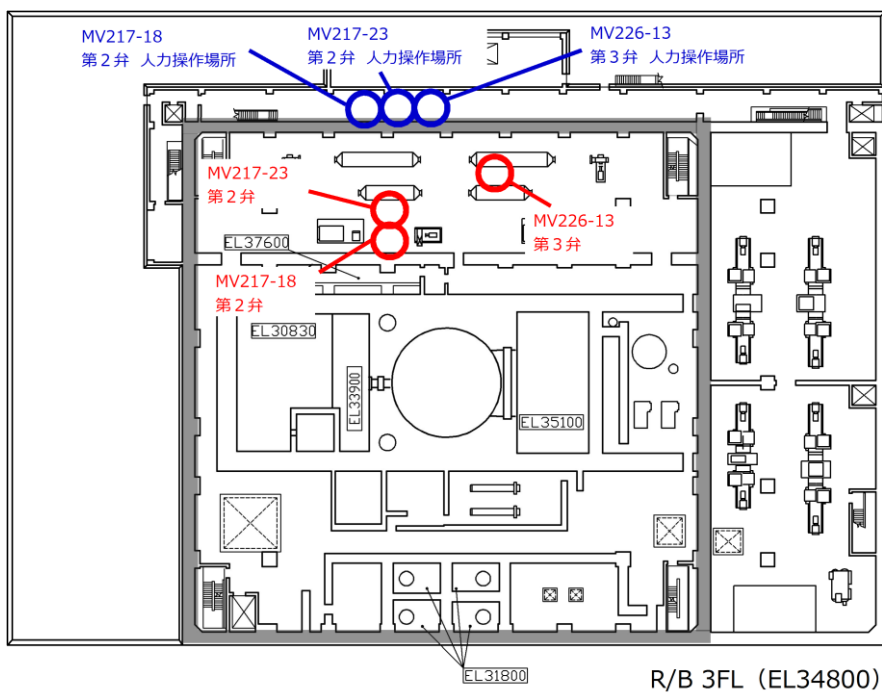 MV217-18
第２弁 人力操作場所
MV217-23
第２弁 人力操作場所
MV226-13
第３弁 人力操作場所
MV217-23
第２弁
MV226-13
第３弁
EL37600
MV217-18
第２弁
EL30830
EL33900
EL35100
EL31800
R/B 3FL（EL34800）